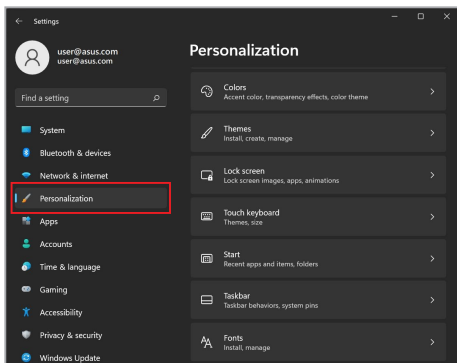 Settings
user@asus.com
user@asus.com
Find a setting
System
Bluetooth & devices
Network & internet
Personalization
Apps
Accounts
Time & language
Gaming
Accessibility
Privacy & security
Windows Update
Personalization
Colors
Accent color, transparency effects, color theme
Themes
Install, create, manage
Lock screen
Lock screen images, apps, animations
Touch keyboard
Themes, size
Start
Recent apps and items, folders
Taskbar
Taskbar behaviors, system pins
Fonts
Install, manage